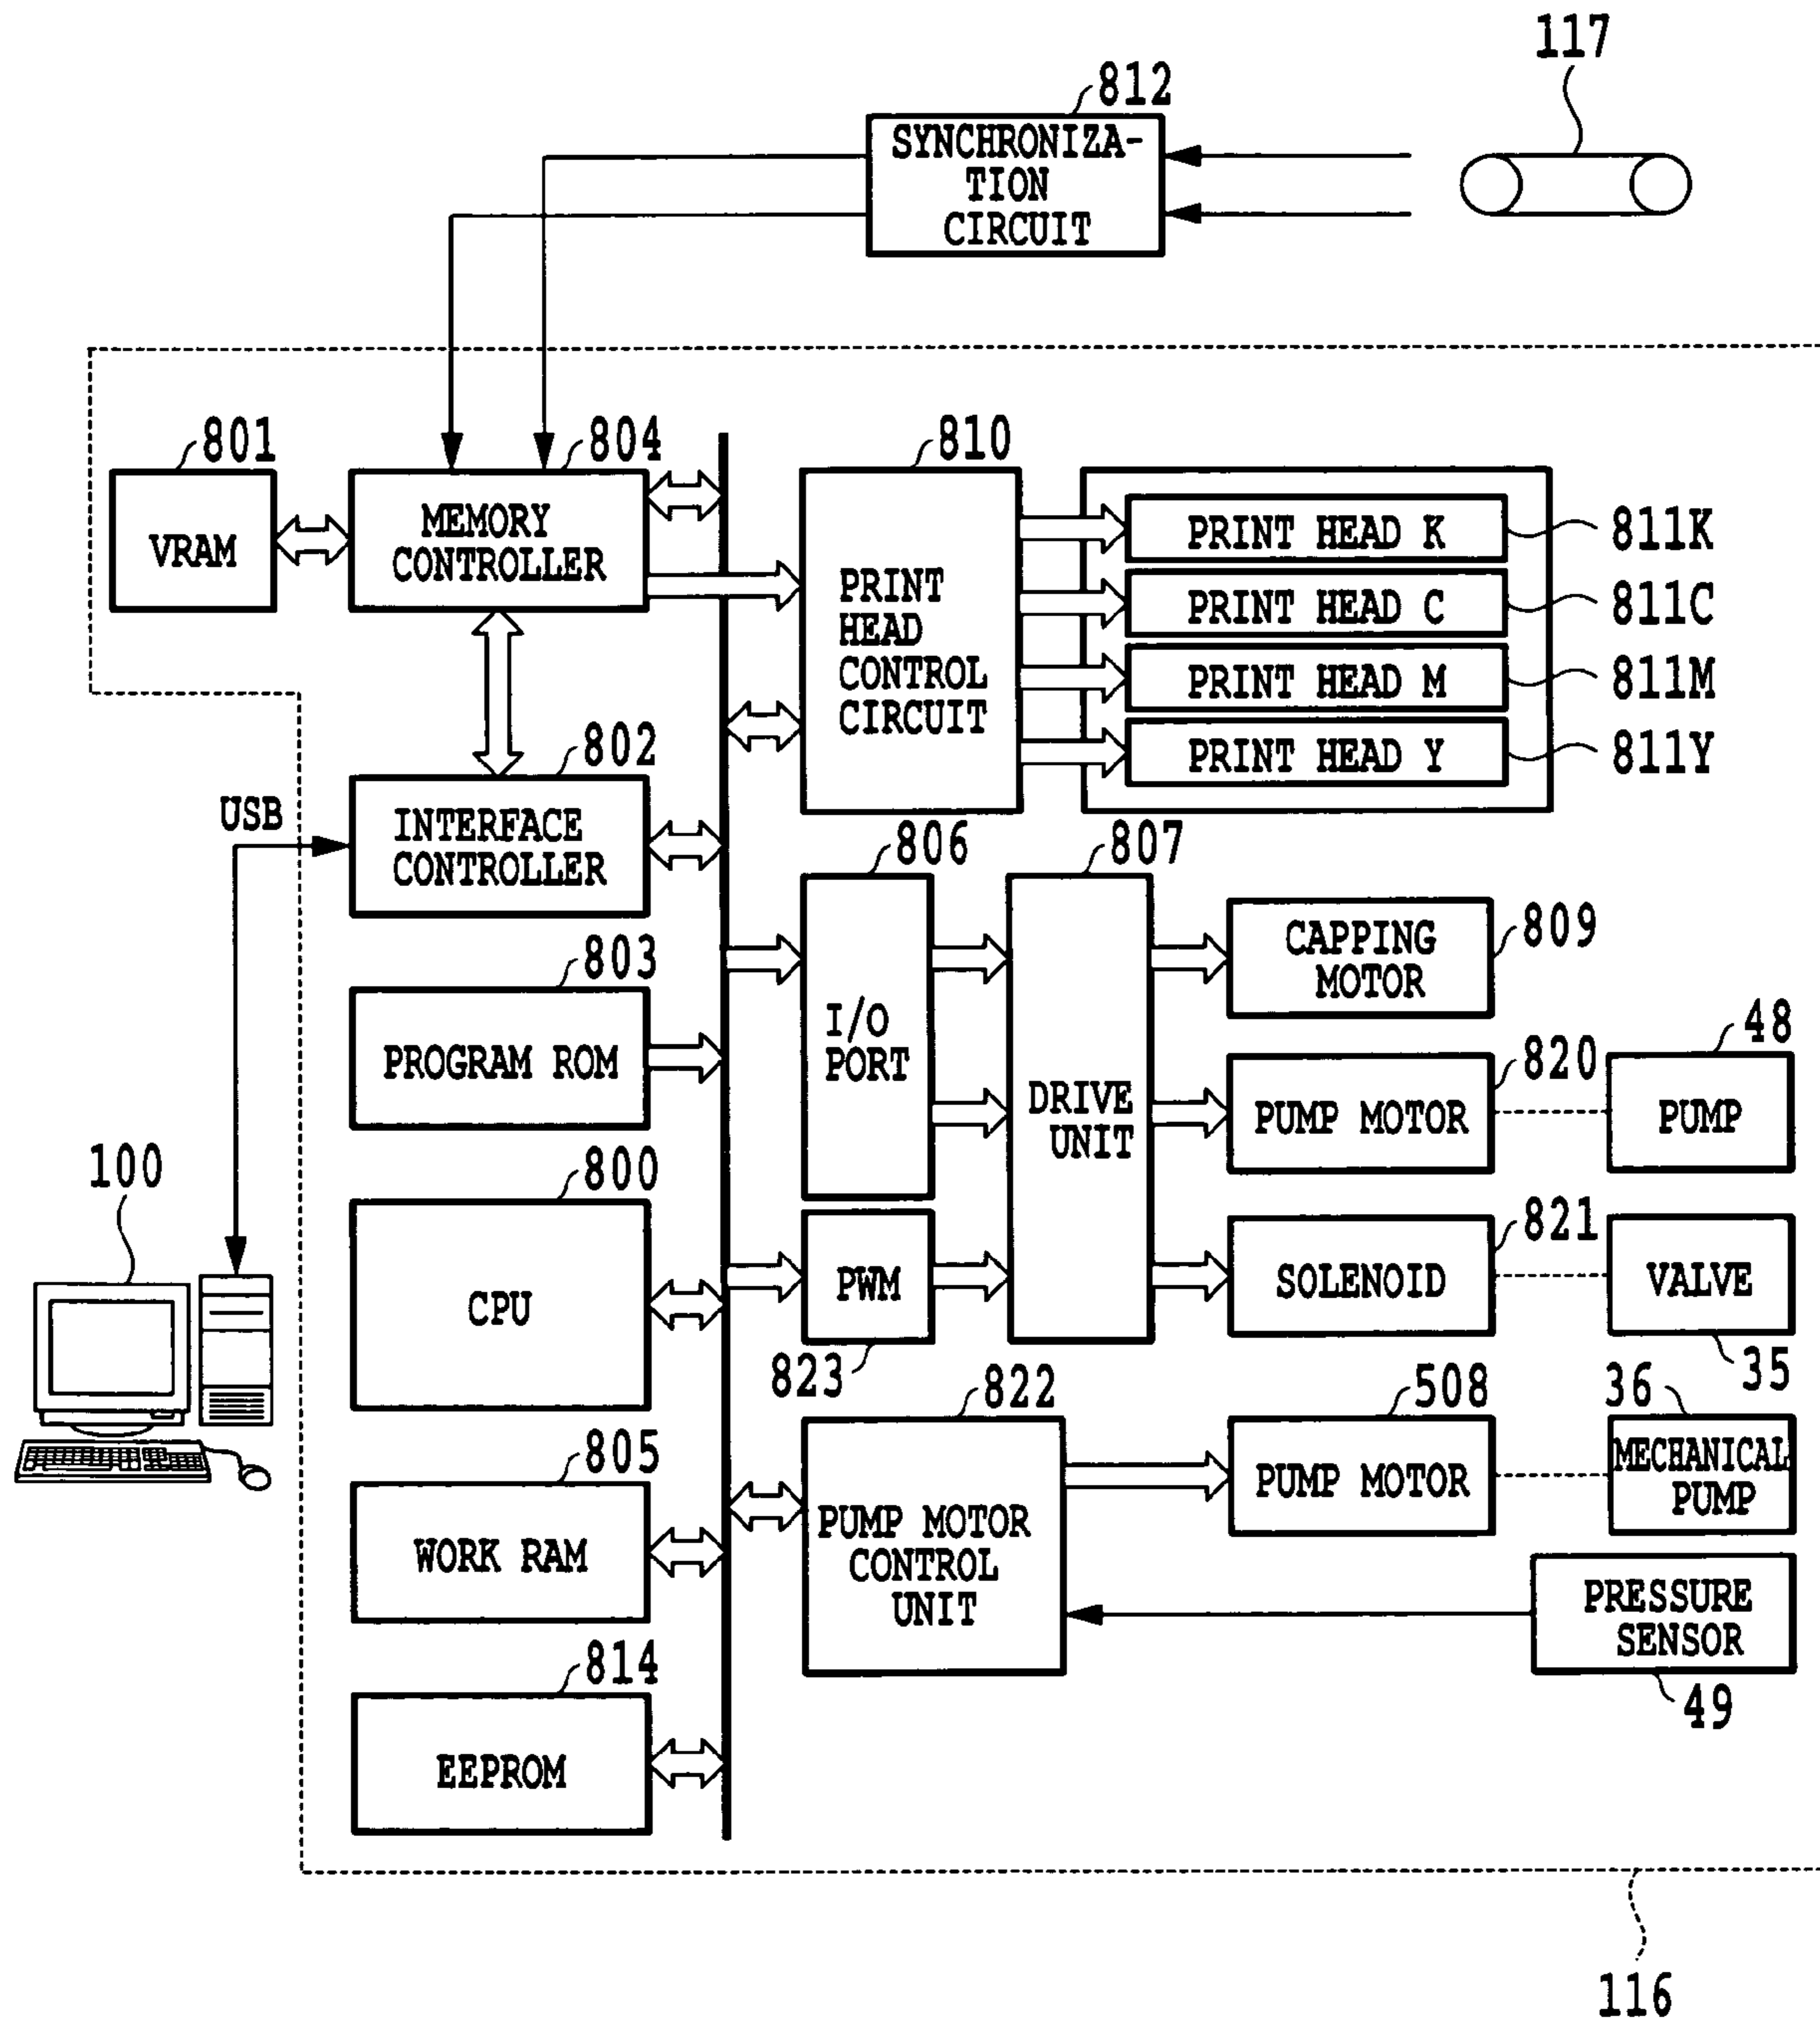 117
812
SYNCHRONIZA-
TION
CIRCUIT
801
804
810
VRAM
MEMORY
CONTROLLER
PRINT
HEAD
CONTROL
CIRCUIT
PRINT HEAD K
811K
PRINT HEAD C
811C
PRINT HEAD M
811M
PRINT HEAD Y
811Y
802
USB
INTERFACE
CONTROLLER
806
807
CAPPING
MOTOR
809
803
PROGRAM ROM
I/O
PORT
DRIVE
UNIT
820
48
PUMP MOTOR
PUMP
100
800
CPU
PWM
823
821
SOLENOID
VALVE
35
822
508
36
805
WORK RAM
PUMP MOTOR
CONTROL
UNIT
PUMP MOTOR
MECHANICAL
PUMP
PRESSURE
SENSOR
49
814
EEPROM
116